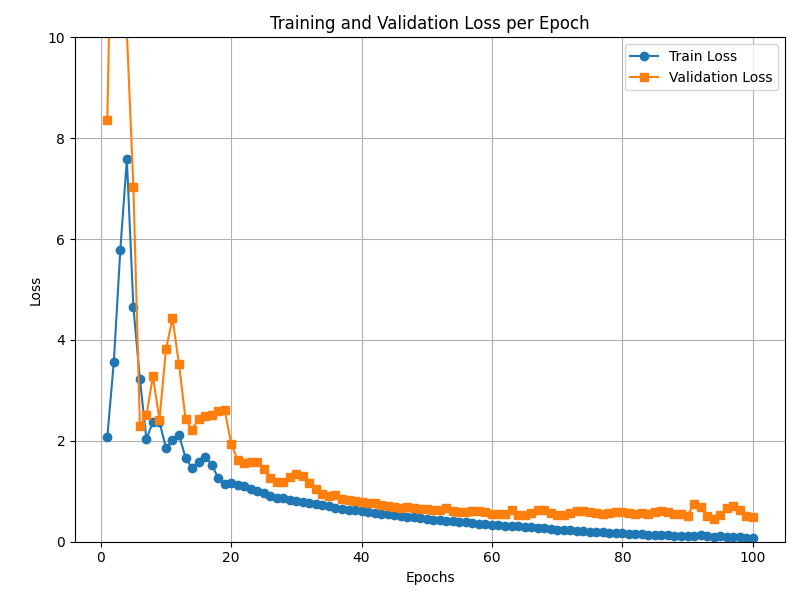 Training and Validation Loss per Epoch
Train Loss
Validation Loss
Loss
10
8
6
4
2
0
0 20 40 60 80 100
Epochs